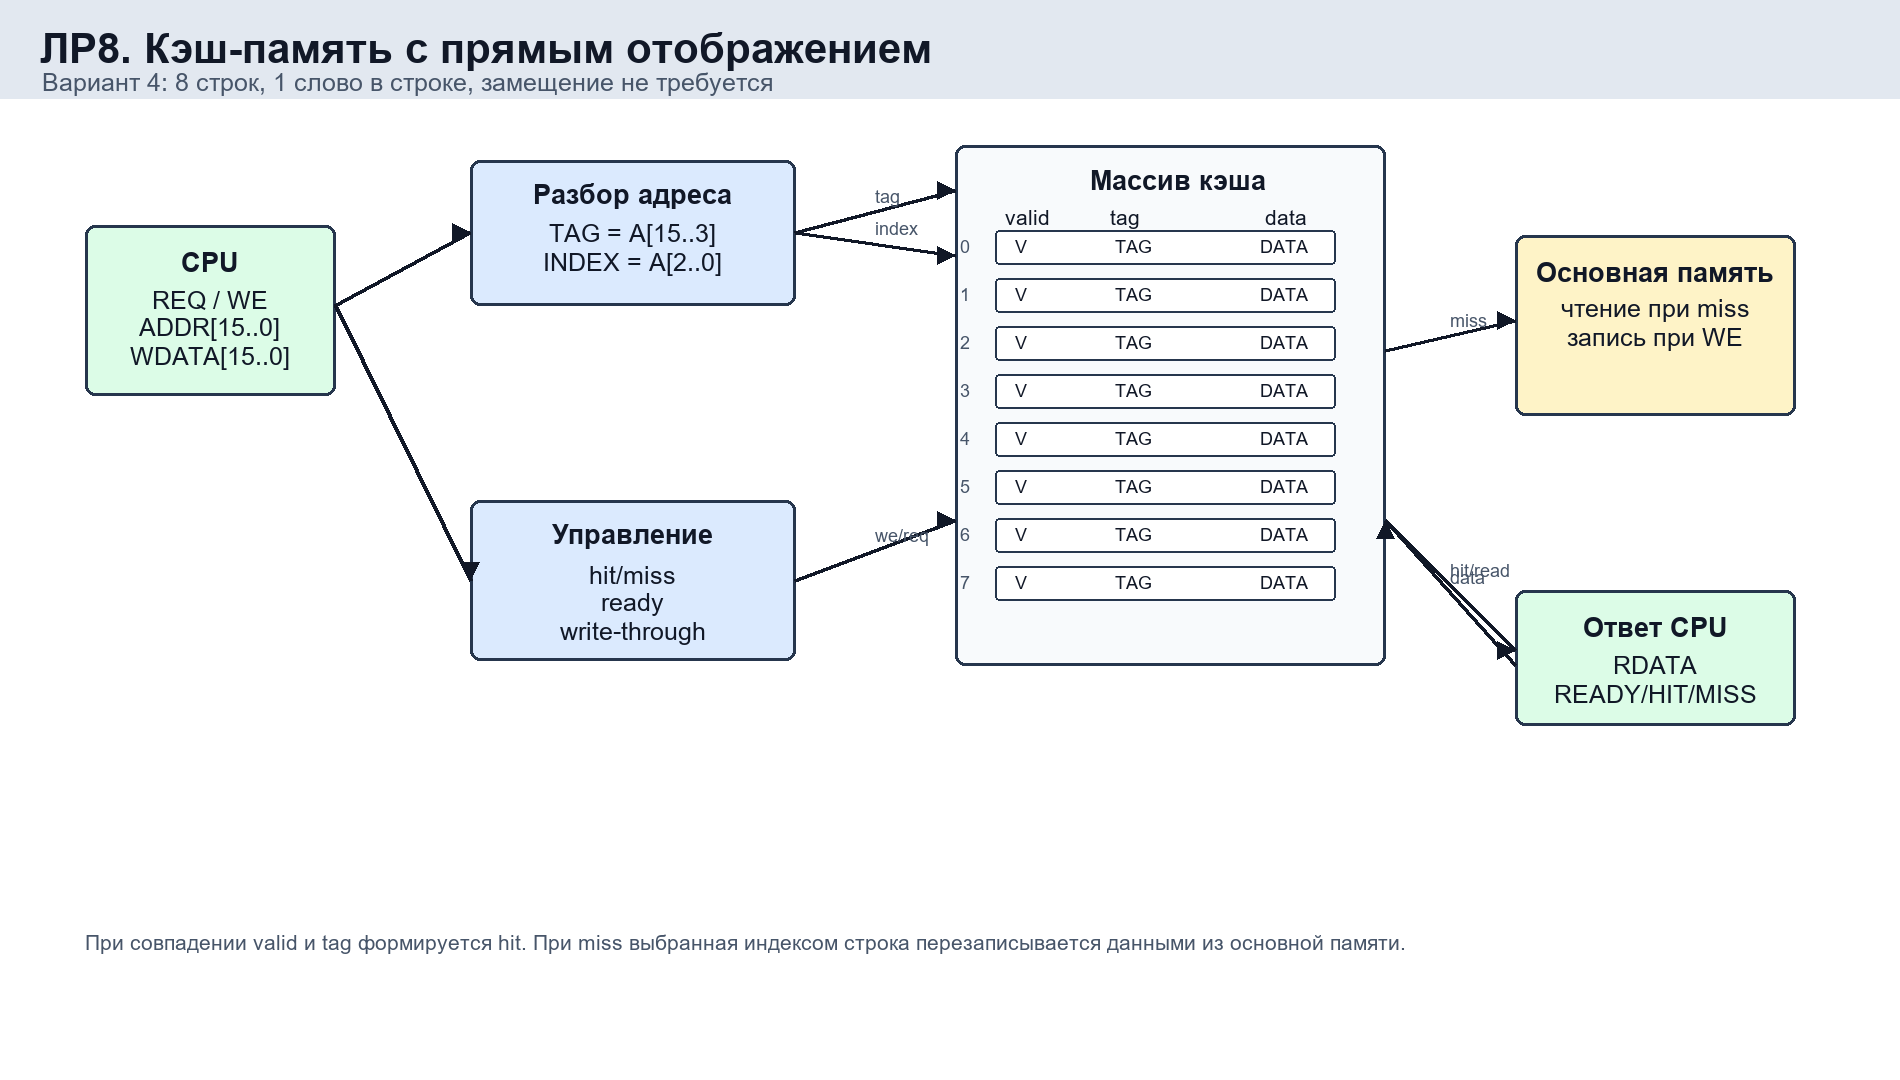 ЛР8. Кэш-память с прямым отображением
Вариант 4: 8 строк, 1 слово в строке, замещение не требуется
CPU
REQ / WE
ADDR[15..0]
WDATA[15..0]
Разбор адреса
TAG = A[15..3]
INDEX = A[2..0]
Управление
hit/miss
ready
write-through
tag
index
we/req
Массив кэша
valid tag data
0 V TAG DATA
1 V TAG DATA
2 V TAG DATA
3 V TAG DATA
4 V TAG DATA
5 V TAG DATA
6 V TAG DATA
7 V TAG DATA
miss
hit/read
data
Основная память
чтение при miss
запись при WE
Ответ CPU
RDATA
READY/HIT/MISS
При совпадении valid и tag формируется hit. При miss выбранная индексом строка перезаписывается данными из основной памяти.